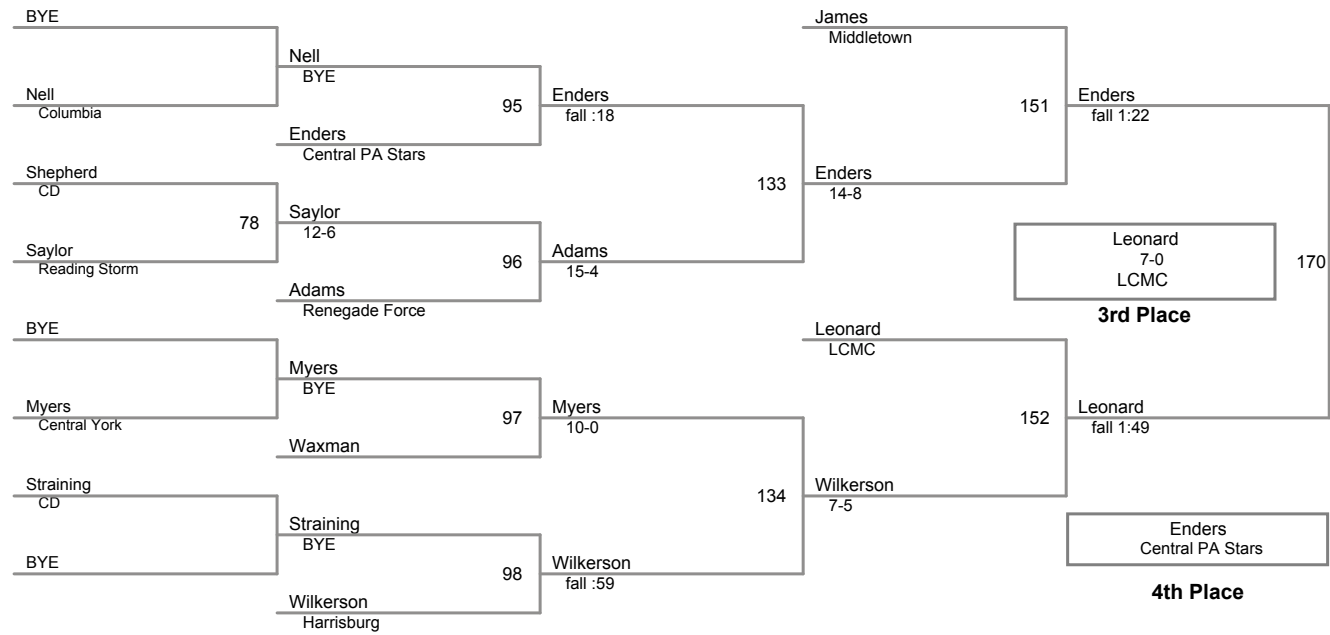 BYE
Nell
Columbia
Shepherd
CD
Saylor
Reading Storm
BYE
Myers
Central York
Straining
CD
BYE
Nell
BYE
Enders
Central PA Stars
78
Saylor
12-6
Adams
Renegade Force
Myers
BYE
Waxman
Straining
BYE
Wilkerson
Harrisburg
95
Enders
fall :18
96
Adams
15-4
97
Myers
10-0
98
Wilkerson
fall :59
James
Middletown
133
Enders
14-8
Leonard
LCMC
134
Wilkerson
7-5
151
Enders
fall 1:22
152
Leonard
fall 1:49
170
Leonard
7-0
LCMC
3rd Place
Enders
Central PA Stars
4th Place